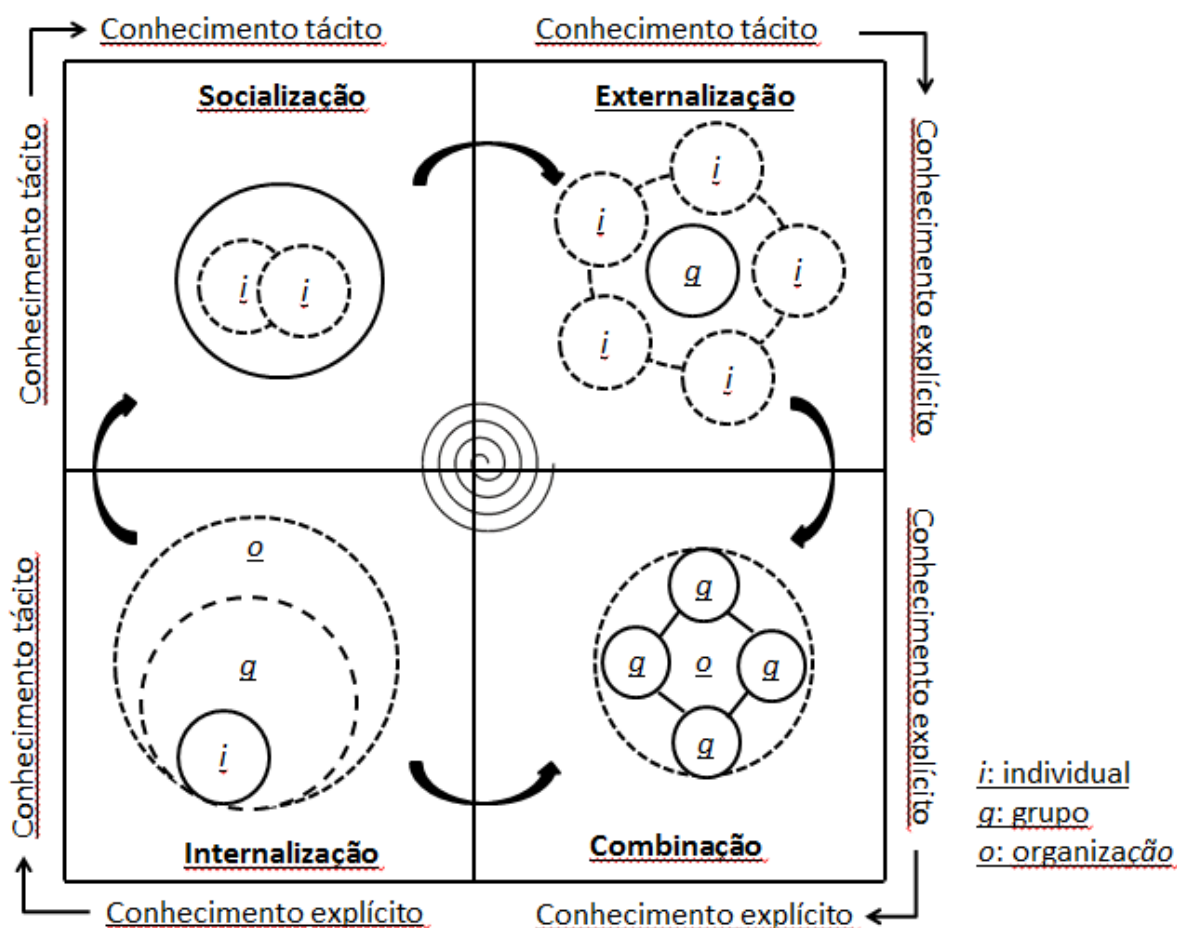 Conhecimento tácito
Conhecimento tácito
Socialização
Externalização
Conhecimento tácito
Conhecimento explícito
i
i
i
i
i
i
i
g
o
g
i
g
g
o
g
g
Conhecimento tácito
Conhecimento explícito
Internalização
Combinação
Conhecimento explícito
Conhecimento explícito
i: individual
g: grupo
o: organização